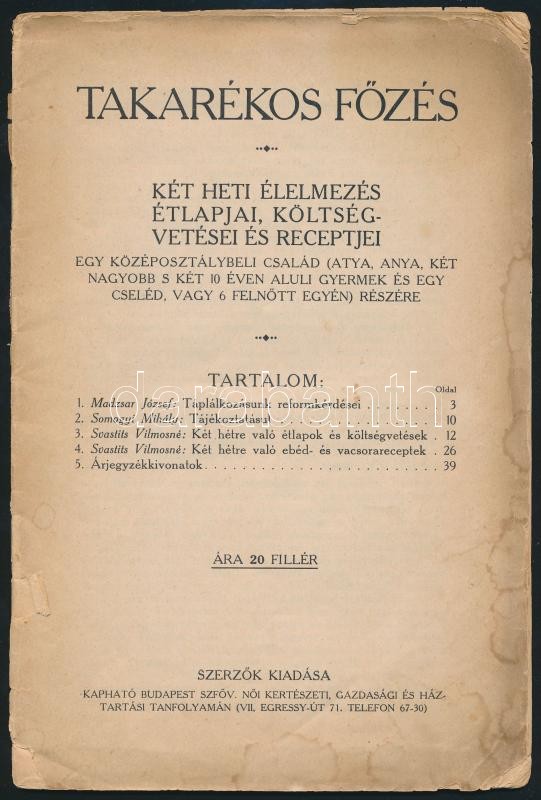 TAKARÉKOS FŐZÉS
KÉT HETI ÉLELMEZÉS
ÉTLAPJAI, KÖLTSÉG-
VETÉSEI ÉS RECEPTJEI
EGY KÖZÉPOSZTÁLYBELI CSALÁD (ATYA, ANYA, KÉT
NAGYOBB S KÉT 10 ÉVEN ALULI GYERMEK ÉS EGY
CSELÉD, VAGY 6 FELNŐTT EGYÉN) RÉSZÉRE
TARTALOM:
Oldal
1. Madzsar József: Táplálkozásunk reformkérdései . . . . . . . . 3
2. Somogyi Mihály: Tájékoztatásul . . . . . . . . . . . . . . . . 10
3. Svastits Vilmosné: Két hétre való étlapok és költségvetések . 12
4. Svastits Vilmosné: Két hétre való ebéd- és vacsorareceptek . 26
5. Árjegyzékkivonatok . . . . . . . . . . . . . . . . . . . . . . . . 39
darabanth
ÁRA 20 FILLÉR
SZERZŐK KIADÁSA
KAPHATÓ BUDAPEST SZFŐV. NŐI KERTÉSZETI, GAZDASÁGI ÉS HÁZ-
TARTÁSI TANFOLYAMÁN (VII, EGRESSY-ÚT 71. TELEFON 67-30)